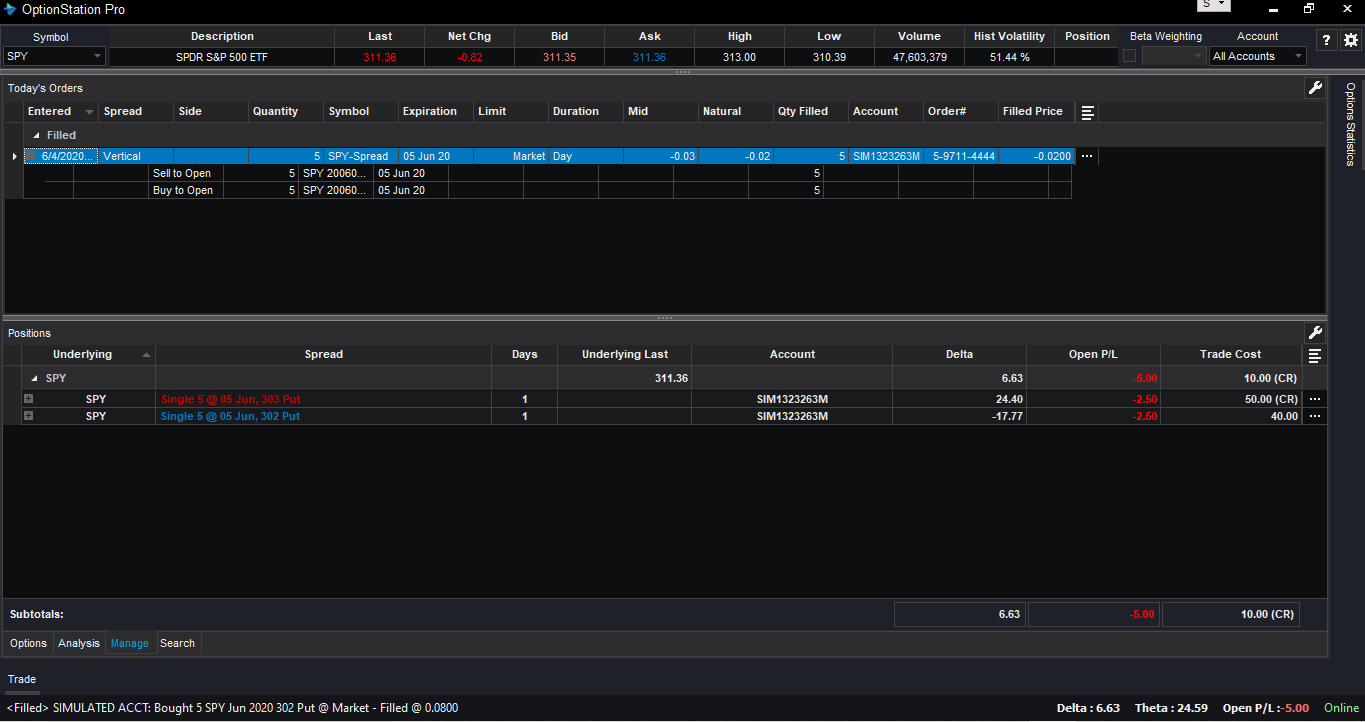 OptionStation Pro
S
Symbol Description Last Net Chg Bid Ask High Low Volume Hist Volatility Position Beta Weighting Account
SPY SPDR S&P 500 ETF 311.36 -0.82 311.35 311.36 313.00 310.39 47,603,379 51.44 % All Accounts
?
Today's Orders
Options Statistics
Entered Spread Side Quantity Symbol Expiration Limit Duration Mid Natural Qty Filled Account Order# Filled Price
Filled
6/4/2020... Vertical 5 SPY-Spread 05 Jun 20 Market Day -0.03 -0.02 5 SIM1323263M 5-9711-4444 -0.0200 ...
Sell to Open 5 SPY 20060... 05 Jun 20 5
Buy to Open 5 SPY 20060... 05 Jun 20 5
Positions
Underlying Spread Days Underlying Last Account Delta Open P/L Trade Cost
SPY 311.36 6.63 -5.00 10.00 (CR)
SPY Single 5 @ 05 Jun, 303 Put 1 SIM1323263M 24.40 -2.50 50.00 (CR) ...
SPY Single 5 @ 05 Jun, 302 Put 1 SIM1323263M -17.77 -2.50 40.00 ...
Subtotals: 6.63 -5.00 10.00 (CR)
Options Analysis Manage Search
Trade
<Filled> SIMULATED ACCT: Bought 5 SPY Jun 2020 302 Put @ Market - Filled @ 0.0800 Delta : 6.63 Theta : 24.59 Open P/L :-5.00 Online